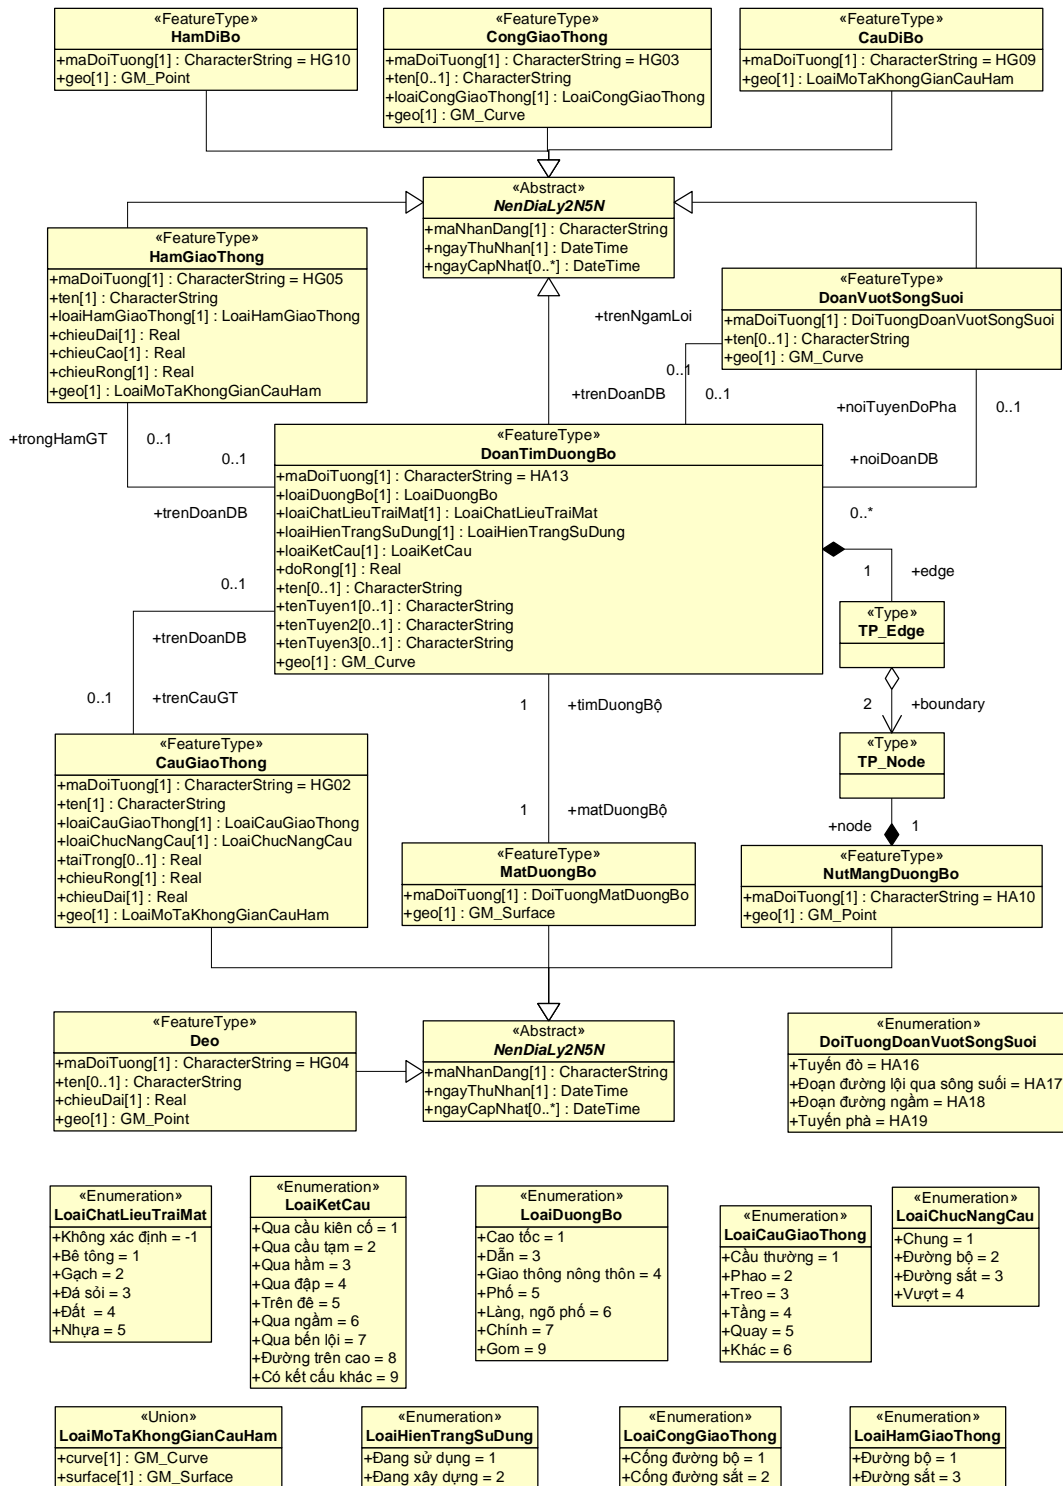 «FeatureType»
HamDiBo
+maDoiTuong[1] : CharacterString = HG10
+geo[1] : GM_Point
«FeatureType»
CongGiaoThong
+maDoiTuong[1] : CharacterString = HG03
+ten[0..1] : CharacterString
+loaiCongGiaoThong[1] : LoaiCongGiaoThong
+geo[1] : GM_Curve
«FeatureType»
CauDiBo
+maDoiTuong[1] : CharacterString = HG09
+geo[1] : LoaiMoTaKhongGianCauHam
«Abstract»
NenDiaLy2N5N
+maNhanDang[1] : CharacterString
+ngayThuNhan[1] : DateTime
+ngayCapNhat[0..*] : DateTime
«FeatureType»
HamGiaoThong
+maDoiTuong[1] : CharacterString = HG05
+ten[1] : CharacterString
+loaiHamGiaoThong[1] : LoaiHamGiaoThong
+chieuDai[1] : Real
+chieuCao[1] : Real
+chieuRong[1] : Real
+geo[1] : LoaiMoTaKhongGianCauHam
«FeatureType»
DoanVuotSongSuoi
+maDoiTuong[1] : DoiTuongDoanVuotSongSuoi
+ten[0..1] : CharacterString
+geo[1] : GM_Curve
+trenNgamLoi
0..1
+trenDoanDB
0..1
+noiTuyenDoPha
0..1
+trongHamGT
0..1
0..1
+trenDoanDB
+noiDoanDB
0..*
«FeatureType»
DoanTimDuongBo
+maDoiTuong[1] : CharacterString = HA13
+loaiDuongBo[1] : LoaiDuongBo
+loaiChatLieuTraiMat[1] : LoaiChatLieuTraiMat
+loaiHienTrangSuDung[1] : LoaiHienTrangSuDung
+loaiKetCau[1] : LoaiKetCau
+doRong[1] : Real
+ten[0..1] : CharacterString
+tenTuyen1[0..1] : CharacterString
+tenTuyen2[0..1] : CharacterString
+tenTuyen3[0..1] : CharacterString
+geo[1] : GM_Curve
0..1
+trenDoanDB
0..1
+trenCauGT
1
+edge
«Type»
TP_Edge
2
+boundary
«Type»
TP_Node
+node
1
1
+timDuongBộ
1
+matDuongBộ
«FeatureType»
CauGiaoThong
+maDoiTuong[1] : CharacterString = HG02
+ten[1] : CharacterString
+loaiCauGiaoThong[1] : LoaiCauGiaoThong
+loaiChucNangCau[1] : LoaiChucNangCau
+taiTrong[0..1] : Real
+chieuRong[1] : Real
+chieuDai[1] : Real
+geo[1] : LoaiMoTaKhongGianCauHam
«FeatureType»
MatDuongBo
+maDoiTuong[1] : DoiTuongMatDuongBo
+geo[1] : GM_Surface
«FeatureType»
NutMangDuongBo
+maDoiTuong[1] : CharacterString = HA10
+geo[1] : GM_Point
«FeatureType»
Deo
+maDoiTuong[1] : CharacterString = HG04
+ten[0..1] : CharacterString
+chieuDai[1] : Real
+geo[1] : GM_Point
«Abstract»
NenDiaLy2N5N
+maNhanDang[1] : CharacterString
+ngayThuNhan[1] : DateTime
+ngayCapNhat[0..*] : DateTime
«Enumeration»
DoiTuongDoanVuotSongSuoi
+Tuyến đò = HA16
+Đoạn đường lội qua sông suối = HA17
+Đoạn đường ngầm = HA18
+Tuyến phà = HA19
«Enumeration»
LoaiChatLieuTraiMat
+Không xác định = -1
+Bê tông = 1
+Gạch = 2
+Đá sỏi = 3
+Đất = 4
+Nhựa = 5
«Enumeration»
LoaiKetCau
+Qua cầu kiên cố = 1
+Qua cầu tạm = 2
+Qua hầm = 3
+Qua đập = 4
+Trên đê = 5
+Qua ngầm = 6
+Qua bến lội = 7
+Đường trên cao = 8
+Có kết cấu khác = 9
«Enumeration»
LoaiDuongBo
+Cao tốc = 1
+Dẫn = 3
+Giao thông nông thôn = 4
+Phố = 5
+Làng, ngõ phố = 6
+Chính = 7
+Gom = 9
«Enumeration»
LoaiCauGiaoThong
+Cầu thường = 1
+Phao = 2
+Treo = 3
+Tầng = 4
+Quay = 5
+Khác = 6
«Enumeration»
LoaiChucNangCau
+Chung = 1
+Đường bộ = 2
+Đường sắt = 3
+Vượt = 4
«Union»
LoaiMoTaKhongGianCauHam
+curve[1] : GM_Curve
+surface[1] : GM_Surface
«Enumeration»
LoaiHienTrangSuDung
+Đang sử dụng = 1
+Đang xây dựng = 2
«Enumeration»
LoaiCongGiaoThong
+Cống đường bộ = 1
+Cống đường sắt = 2
«Enumeration»
LoaiHamGiaoThong
+Đường bộ = 1
+Đường sắt = 3